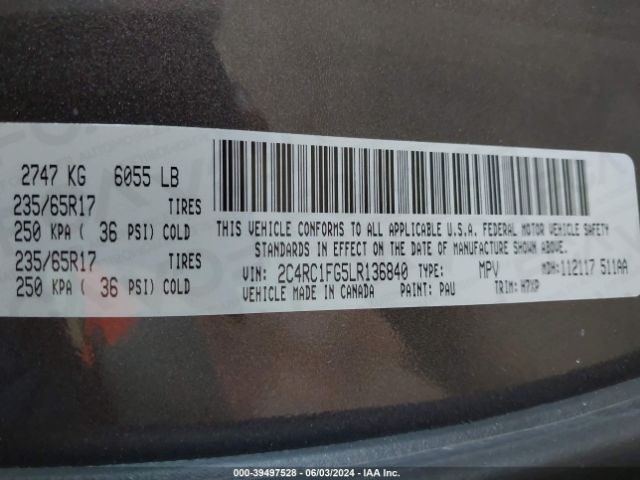 2747 KG 6055 LB
235/65R17 TIRES
250 KPA ( 36 PSI) COLD
235/65R17 TIRES
250 KPA ( 36 PSI) COLD
THIS VEHICLE CONFORMS TO ALL APPLICABLE U.S.A. FEDERAL MOTOR VEHICLE SAFETY
STANDARDS IN EFFECT ON THE DATE OF MANUFACTURE SHOWN ABOVE.
VIN: 2C4RC1FG5LR136840 TYPE: MPV MDH: 112117 511AA
VEHICLE MADE IN CANADA PAINT: PAU TRIM: H7XP
000-39497528 - 06/03/2024 - IAA Inc.